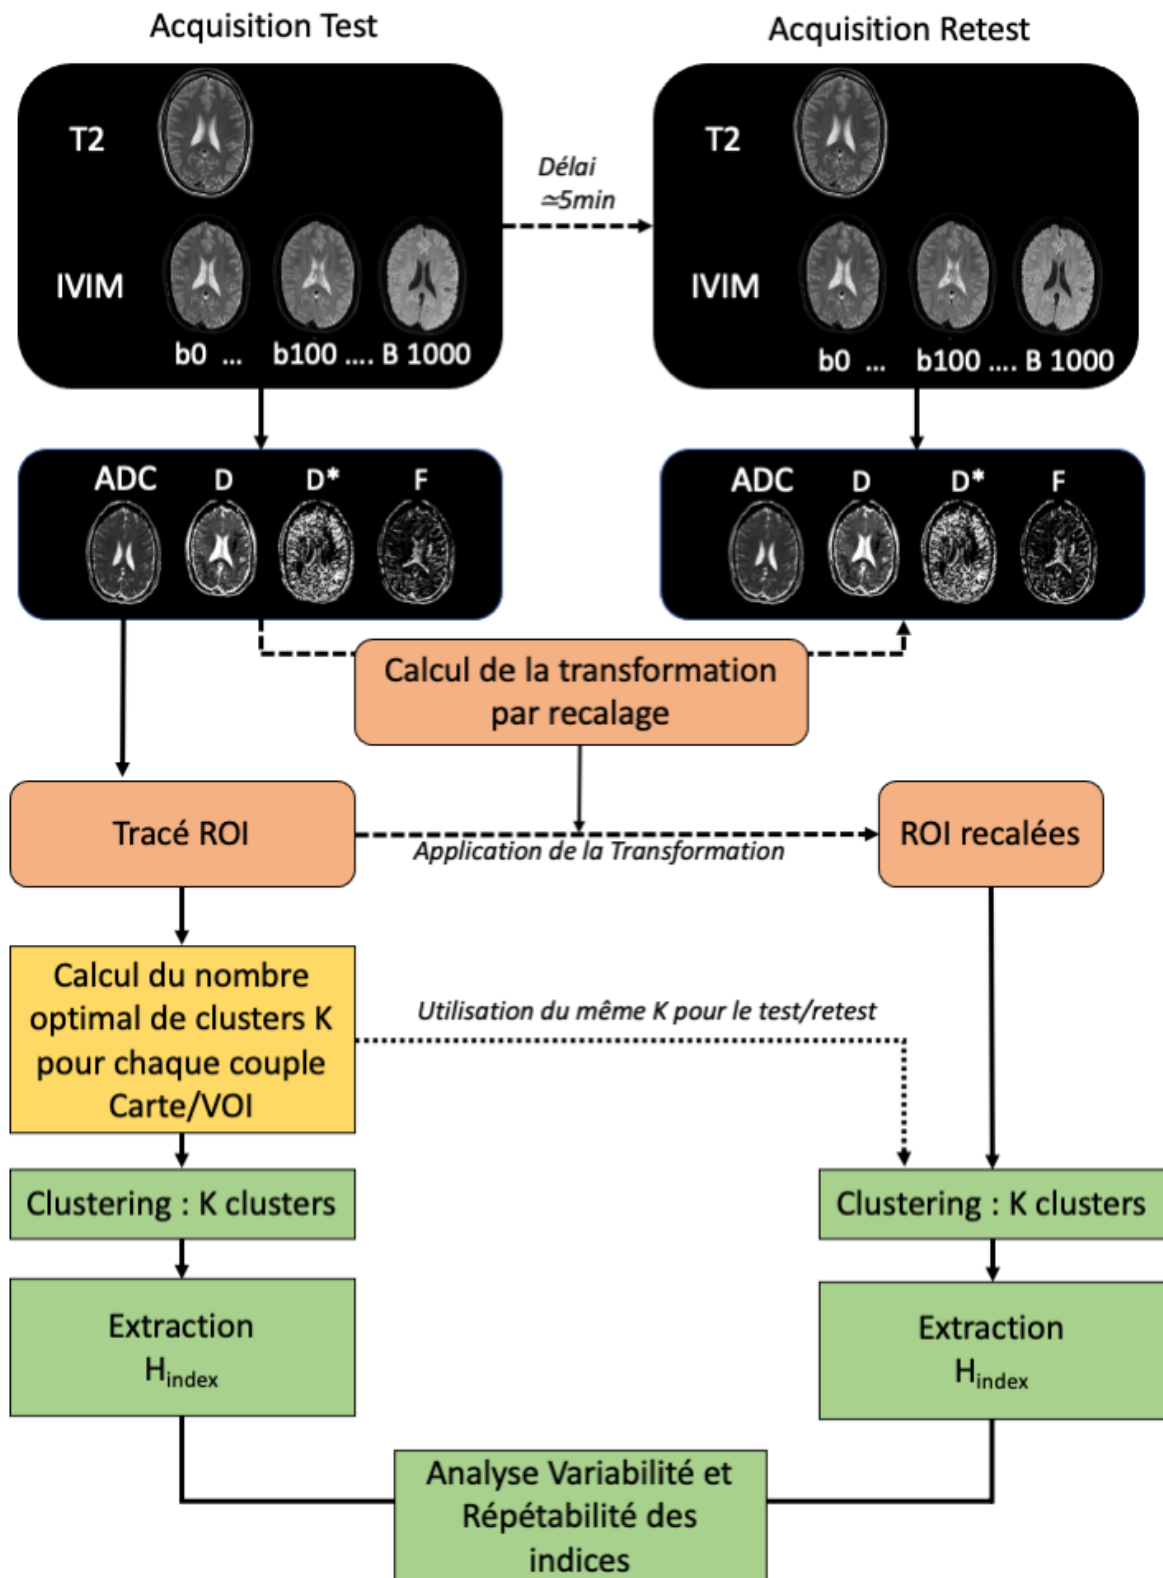 Acquisition Test
Acquisition Retest
T2
IVIM
b0 ... b100 .... B 1000
Délai
≃5min
T2
IVIM
b0 ... b100 .... B 1000
ADC D D* F
ADC D D* F
Calcul de la transformation
par recalage
Tracé ROI
Application de la Transformation
ROI recalées
Calcul du nombre
optimal de clusters K
pour chaque couple
Carte/VOI
Utilisation du même K pour le test/retest
Clustering : K clusters
Clustering : K clusters
Extraction
Hindex
Extraction
Hindex
Analyse Variabilité et
Répétabilité des
indices